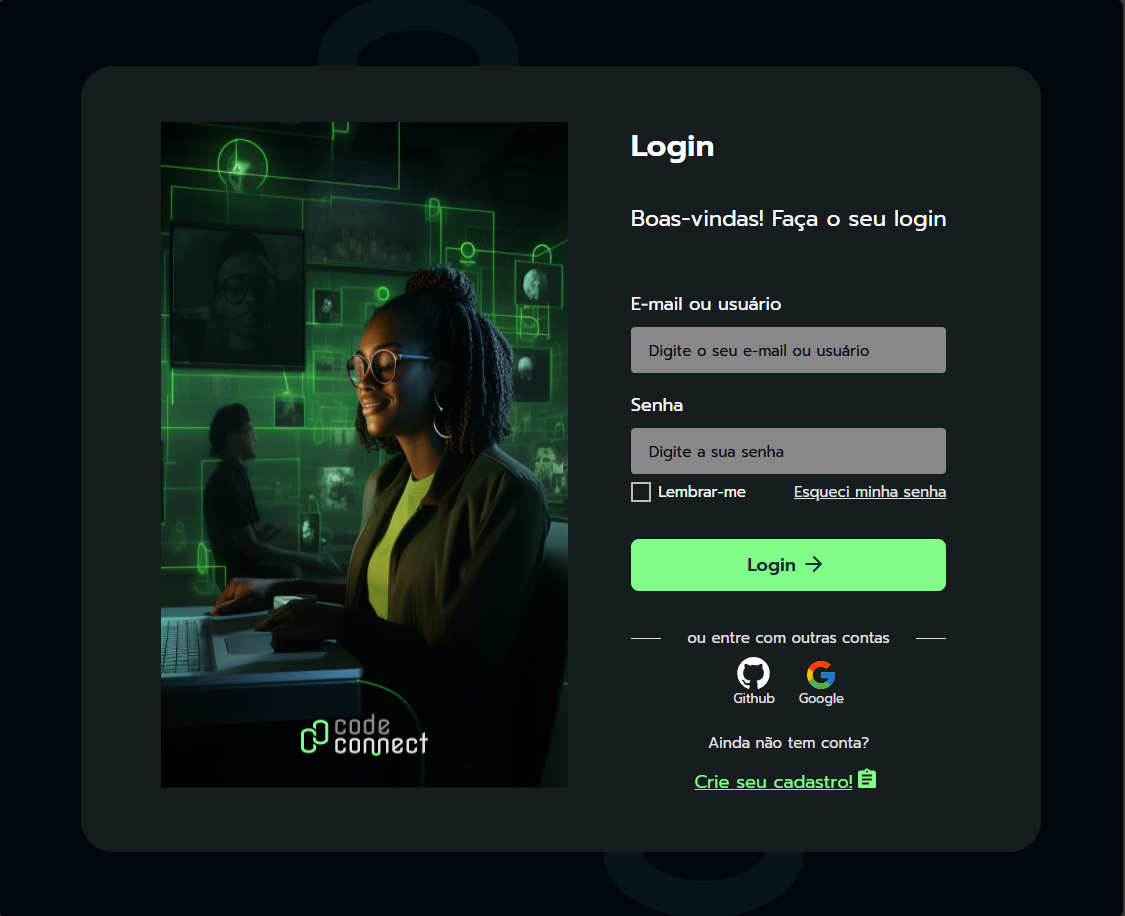 code
connect
Login
Boas-vindas! Faça o seu login
E-mail ou usuário
Digite o seu e-mail ou usuário
Senha
Digite a sua senha
Lembrar-me Esqueci minha senha
Login
ou entre com outras contas
Github Google
Ainda não tem conta?
Crie seu cadastro!